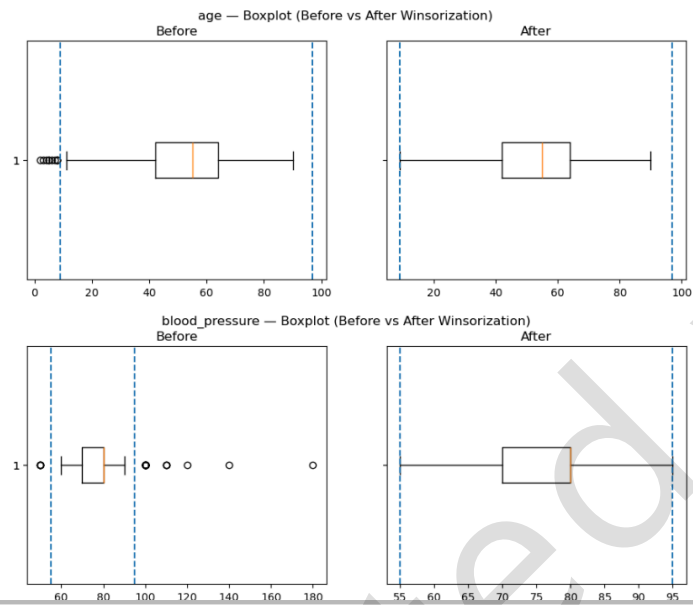 age — Boxplot (Before vs After Winsorization)
Before After
1
0 20 40 60 80 100 20 40 60 80 100
blood_pressure — Boxplot (Before vs After Winsorization)
Before After
1
60 80 100 120 140 160 180 55 60 65 70 75 80 85 90 95